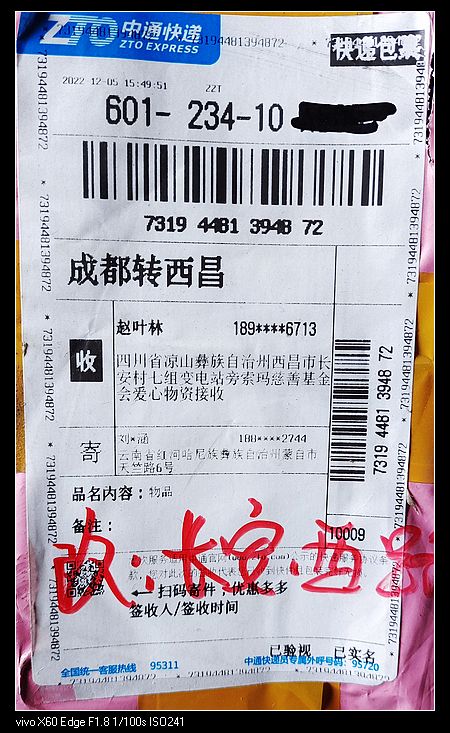 ZTO 中通快递
ZTO EXPRESS
73194481394872
快递包裹
2022-12-05 15:49:51
ZZT
601- 234-10
7319 4481 3948 72
成都转西昌
收
赵叶林 189****6713
四川省凉山彝族自治州西昌市长
安村七组变电站旁索玛慈善基金
会爱心物资接收
寄
刘*涵 188****2744
云南省红河哈尼族彝族自治州蒙自市
天竺路6号
7319 4481 3948 72
品名内容：物品
备注：
10009
扫码寄件，优惠多多
签收人/签收时间
已验视 已实名
全国统一客服热线 95311
中通快递员专属外呼号码：95720
73194481394872
vivo X60 Edge F1.8 1/100s ISO241